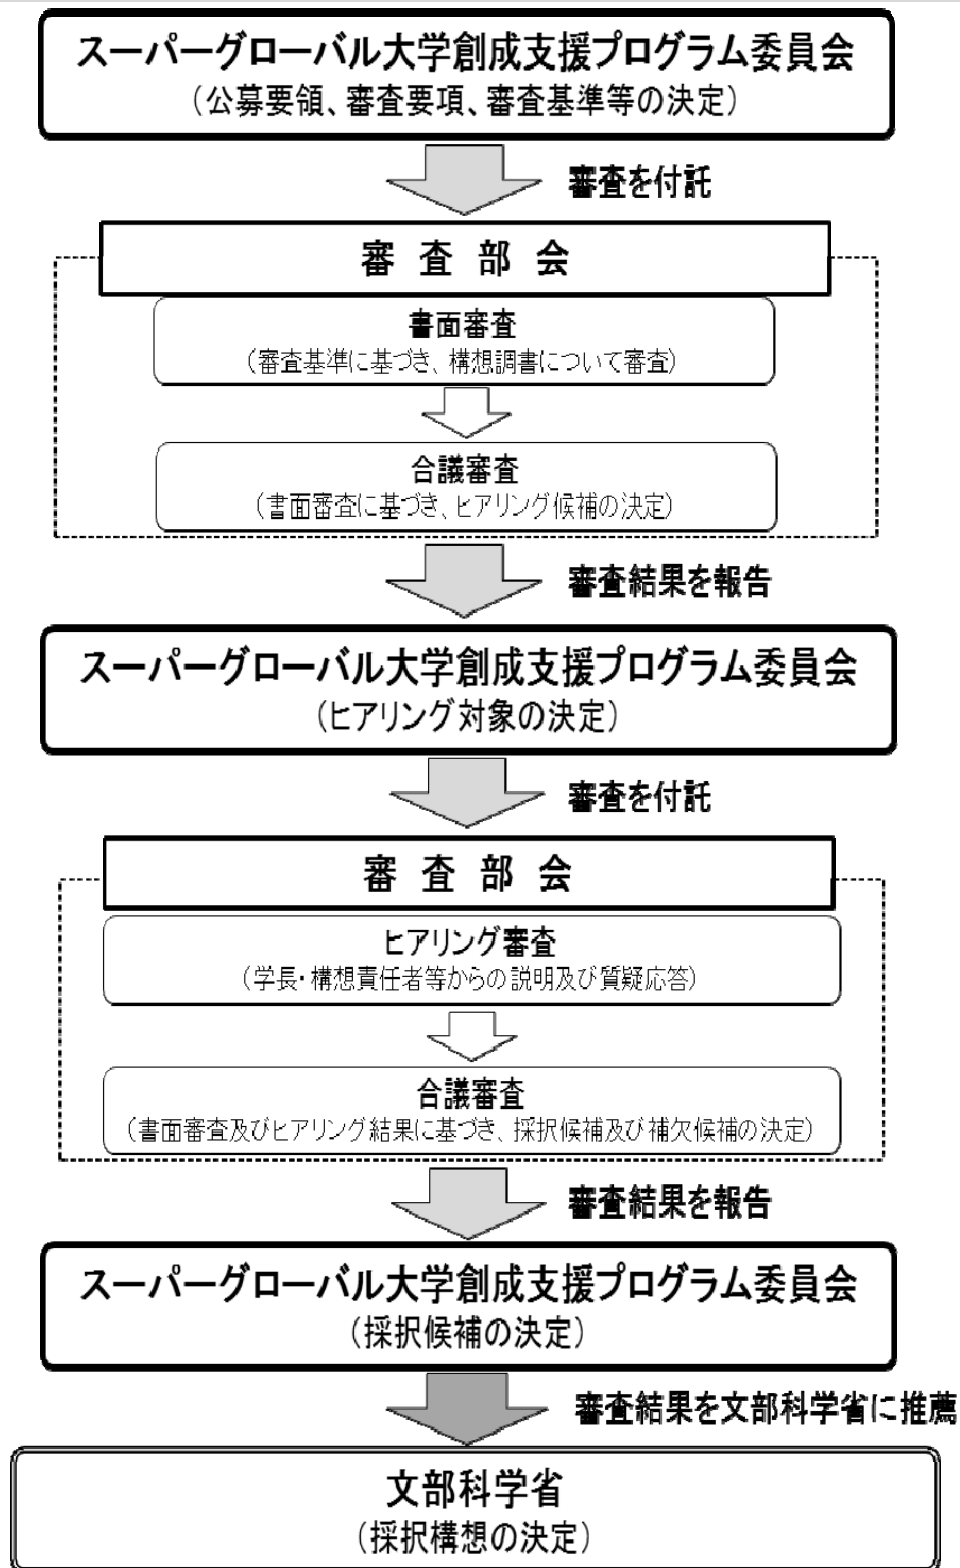 スーパーグローバル大学創成支援プログラム委員会
（公募要領、審査要項、審査基準等の決定）
審査を付託
審査部会
書面審査
（審査基準に基づき、構想調書について審査）
合議審査
（書面審査に基づき、ヒアリング候補の決定）
審査結果を報告
スーパーグローバル大学創成支援プログラム委員会
（ヒアリング対象の決定）
審査を付託
審査部会
ヒアリング審査
（学長・構想責任者等からの説明及び質疑応答）
合議審査
（書面審査及びヒアリング結果に基づき、採択候補及び補欠候補の決定）
審査結果を報告
スーパーグローバル大学創成支援プログラム委員会
（採択候補の決定）
審査結果を文部科学省に推薦
文部科学省
（採択構想の決定）